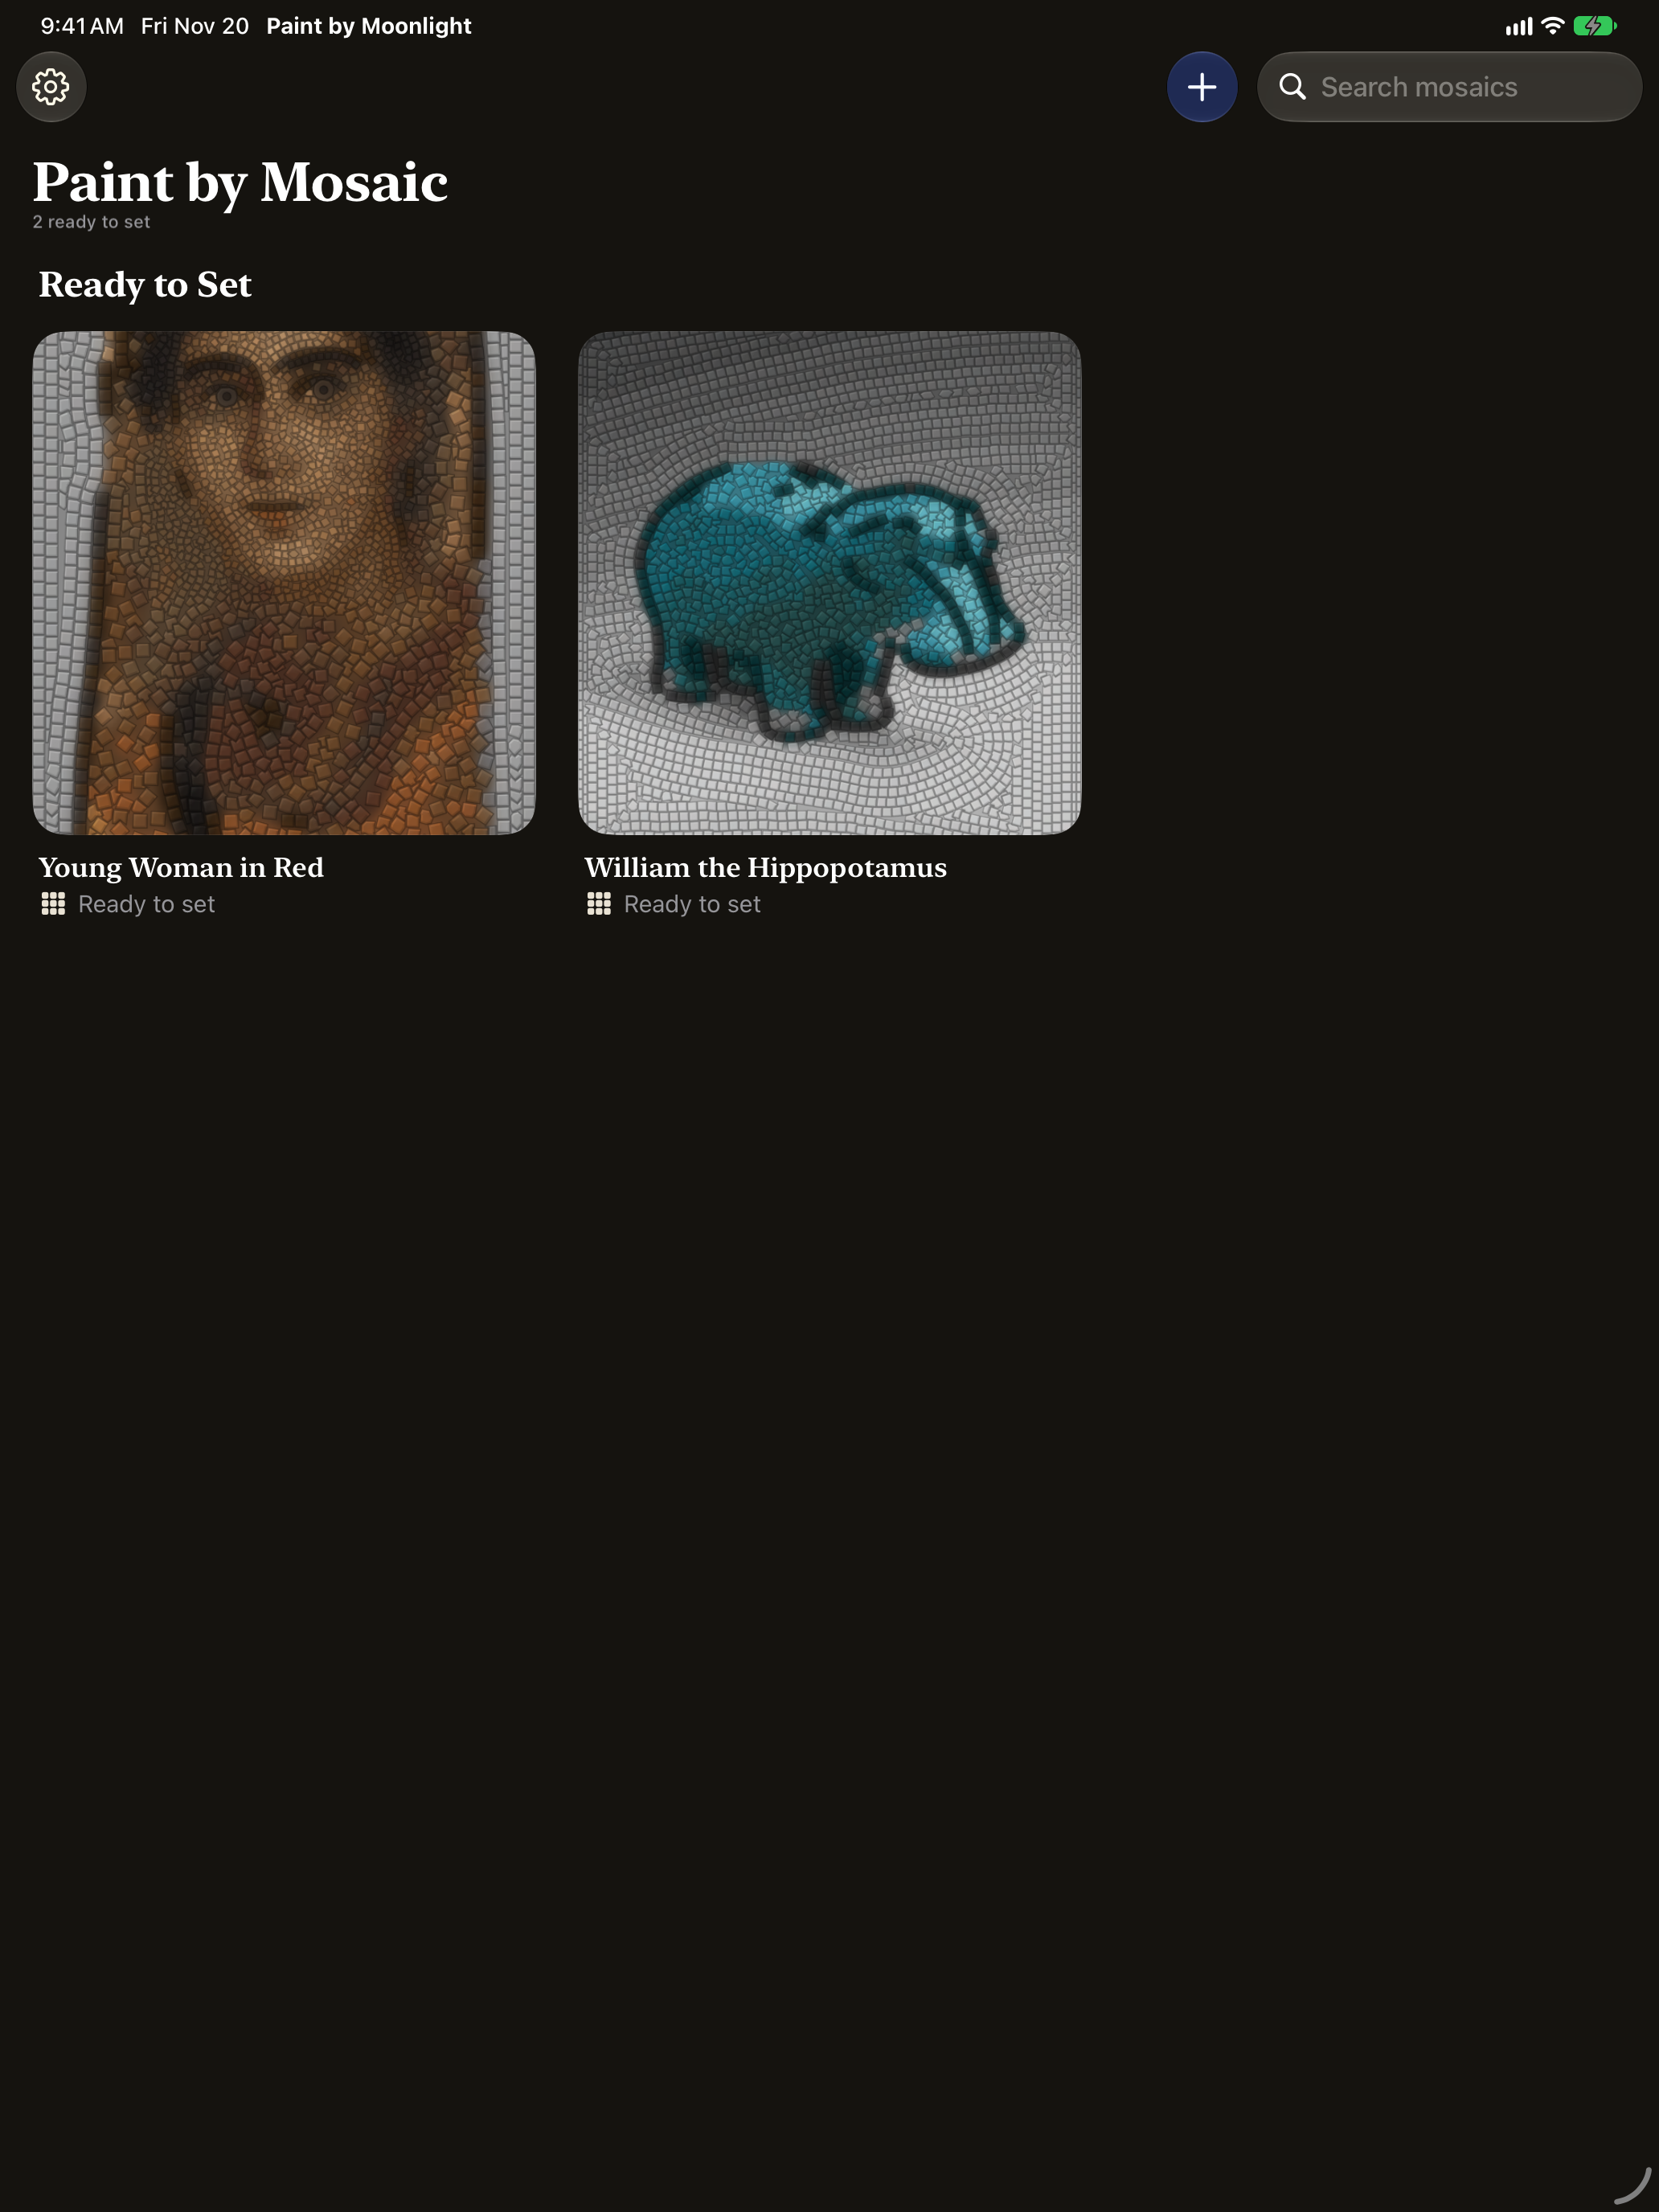 9:41 AM Fri Nov 20 Paint by Moonlight
Search mosaics
Paint by Mosaic
2 ready to set
Ready to Set
Young Woman in Red
Ready to set
William the Hippopotamus
Ready to set